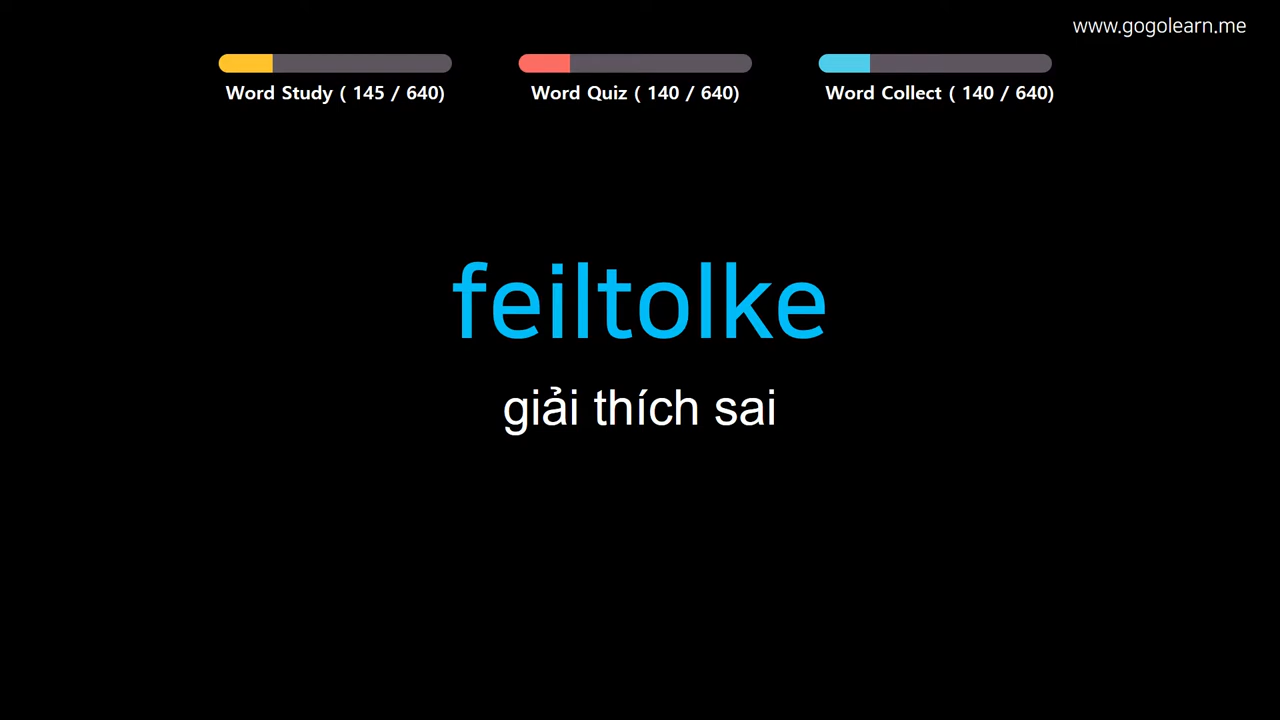 www.gogolearn.me
Word Study ( 145 / 640)
Word Quiz ( 140 / 640)
Word Collect ( 140 / 640)
feiltolke
giải thích sai